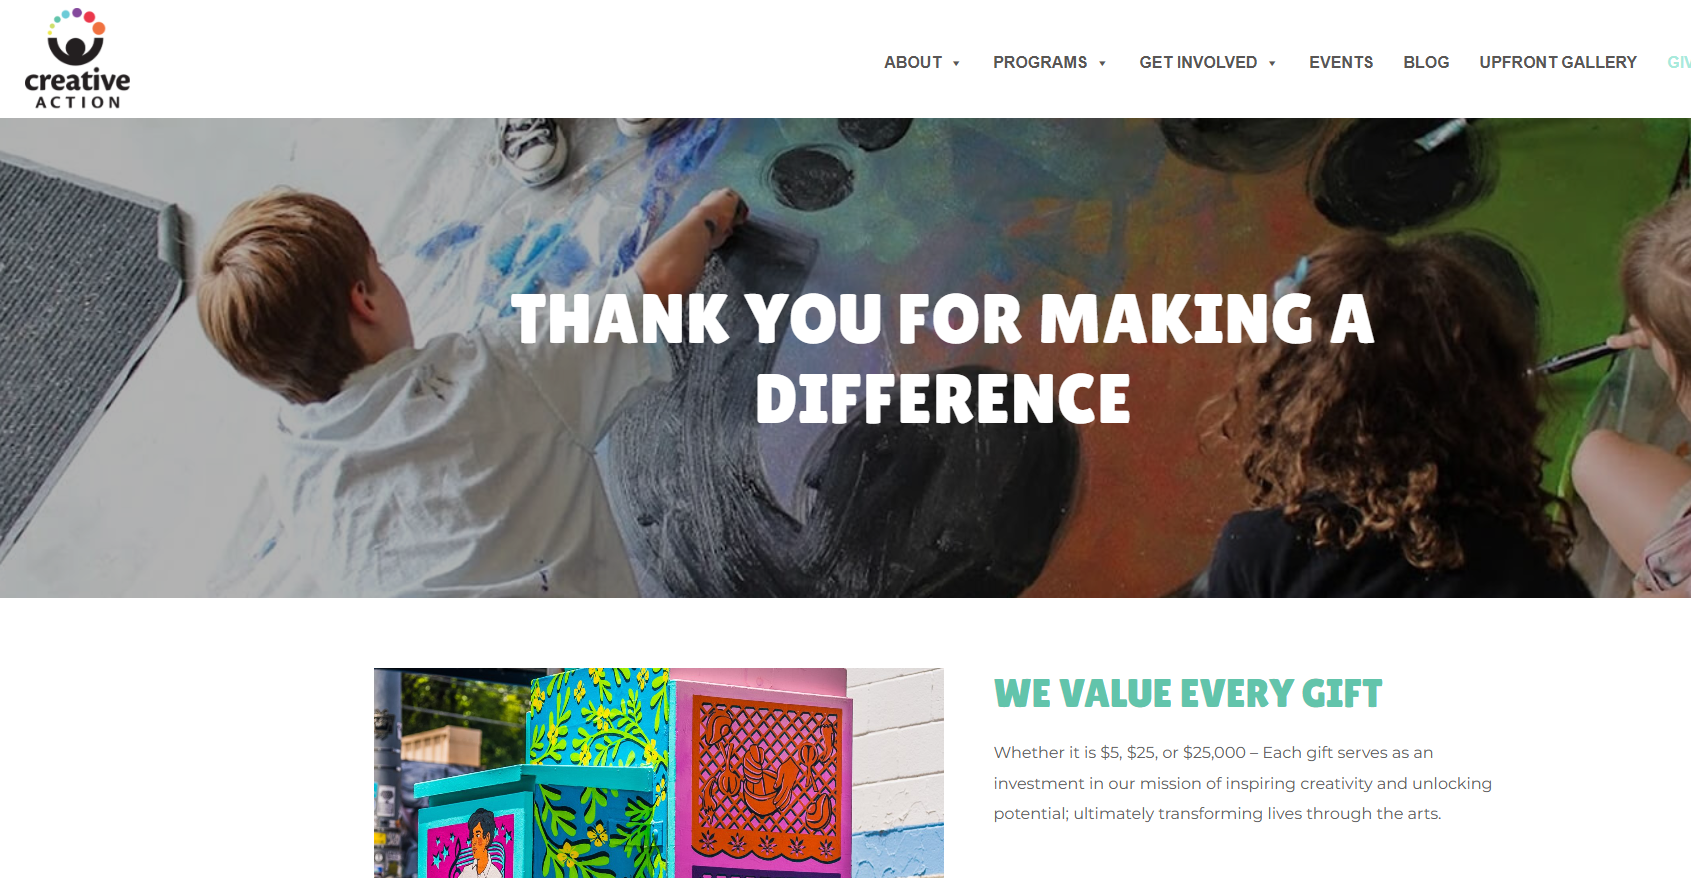 creative
ACTION
ABOUT
PROGRAMS
GET INVOLVED
EVENTS
BLOG
UPFRONT GALLERY
GIV
THANK YOU FOR MAKING A
DIFFERENCE
WE VALUE EVERY GIFT
Whether it is $5, $25, or $25,000 – Each gift serves as an
investment in our mission of inspiring creativity and unlocking
potential; ultimately transforming lives through the arts.